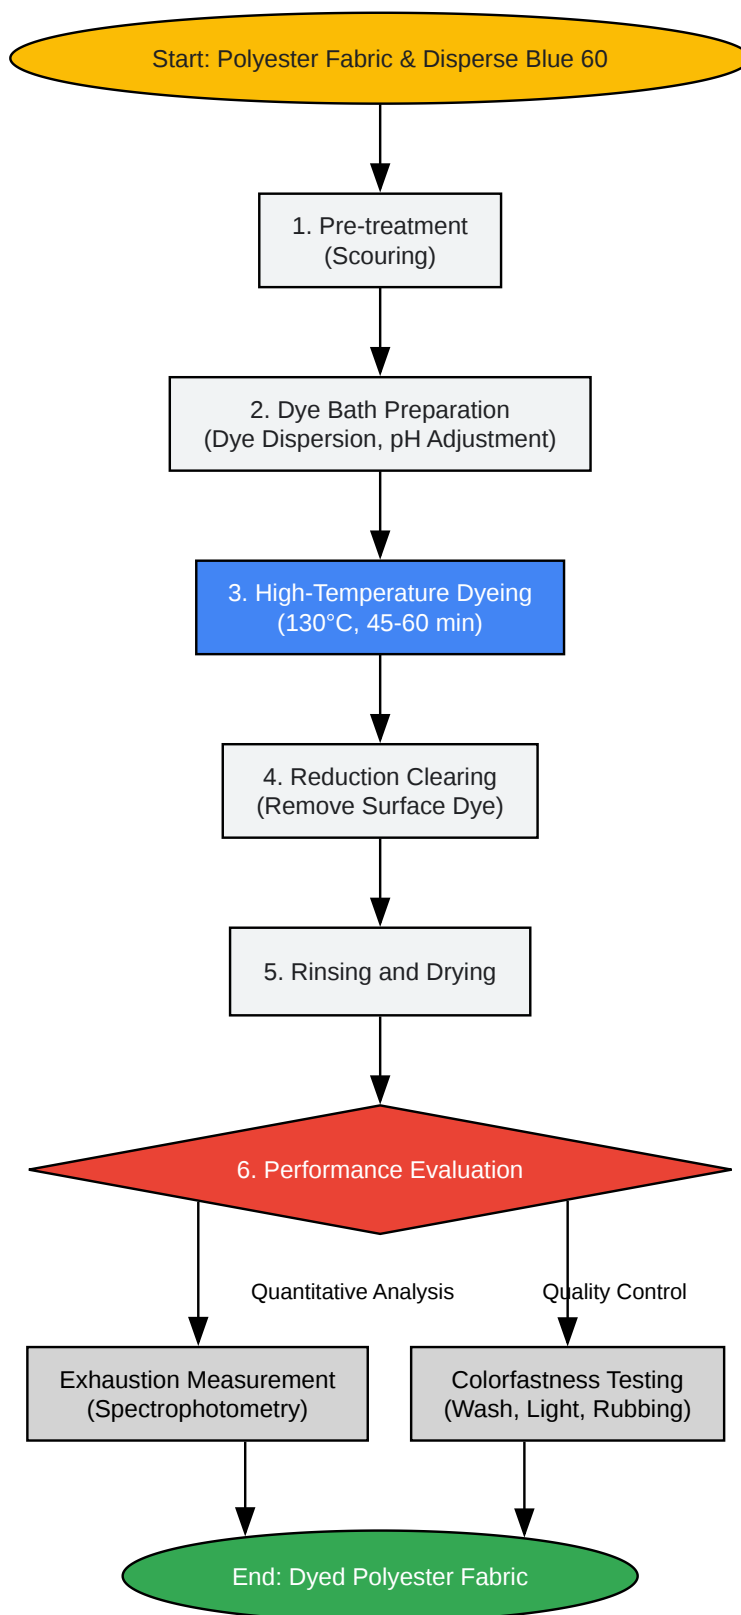 Start: Polyester Fabric & Disperse Blue 60
1. Pre-treatment
(Scouring)
2. Dye Bath Preparation
(Dye Dispersion, pH Adjustment)
3. High-Temperature Dyeing
(130°C, 45-60 min)
4. Reduction Clearing
(Remove Surface Dye)
5. Rinsing and Drying
6. Performance Evaluation
Quantitative Analysis
Quality Control
Exhaustion Measurement
(Spectrophotometry)
Colorfastness Testing
(Wash, Light, Rubbing)
End: Dyed Polyester Fabric